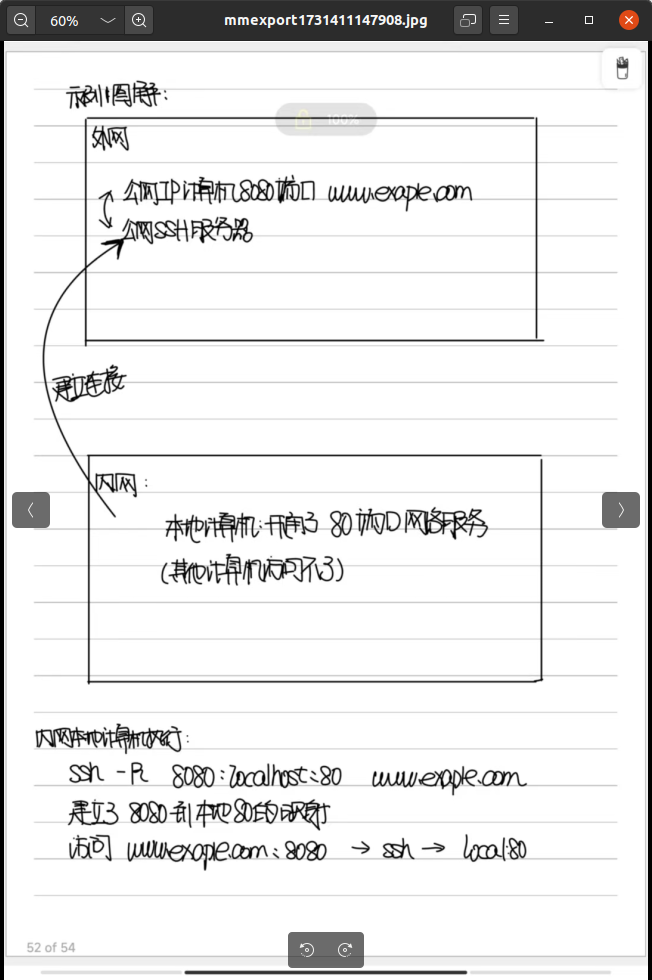 60%
mmexport1731411147908.jpg
示例图解:
100%
外网
公网IP计算机8080端口 www.exaple.com
公网SSH服务器
建立连接
内网:
本地计算机:开启了 80端口网络服务
(其他计算机访问不了)
内网本地计算机执行:
ssh -R 8080:localhost:80 www.exaple.com
建立了8080到本地80的映射
访问 www.exaple.com:8080 → ssh → local:80
52 of 54